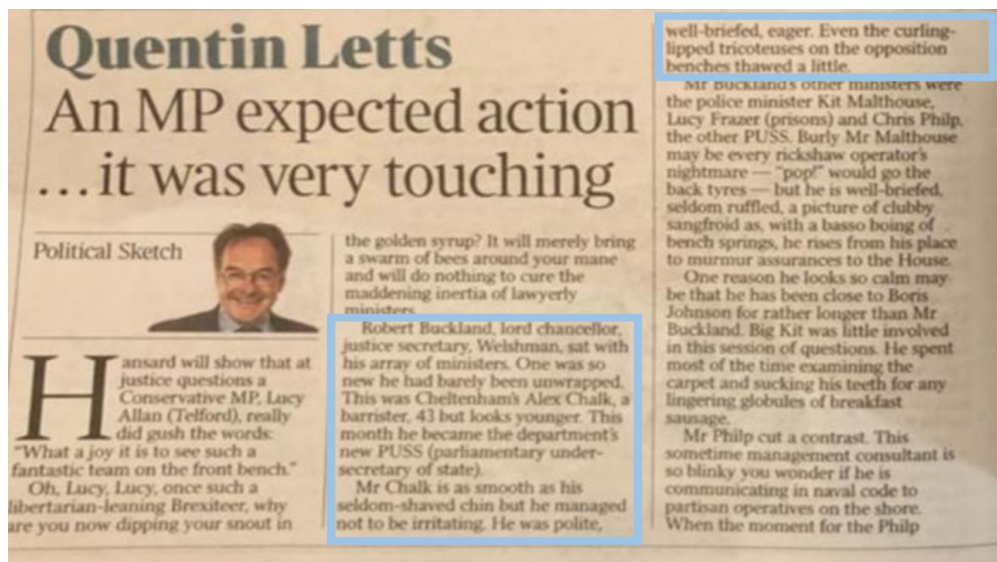 Quentin Letts
An MP expected action
...it was very touching
Political Sketch
Hansard will show that at
justice questions a
Conservative MP, Lucy
Allan (Telford), really
did gush the words:
"What a joy it is to see such a
fantastic team on the front bench."
Oh, Lucy, Lucy, once such a
libertarian-leaning Brexiteer, why
are you now dipping your snout in
the golden syrup? It will merely bring
a swarm of bees around your mane
and will do nothing to cure the
maddening inertia of lawyerly
ministers.
Robert Buckland, lord chancellor,
justice secretary, Welshman, sat with
his array of ministers. One was so
new he had barely been unwrapped.
This was Cheltenham's Alex Chalk, a
barrister, 43 but looks younger. This
month he became the department's
new PUSS (parliamentary under-
secretary of state).
Mr Chalk is as smooth as his
seldom-shaved chin but he managed
not to be irritating. He was polite,
well-briefed, eager. Even the curling-
lipped tricoteuses on the opposition
benches thawed a little.
Mr Buckland's other ministers were
the police minister Kit Malthouse,
Lucy Frazer (prisons) and Chris Philp,
the other PUSS. Burly Mr Malthouse
may be every rickshaw operator's
nightmare — "pop!" would go the
back tyres — but he is well-briefed,
seldom ruffled, a picture of clubby
sangfroid as, with a basso boing of
bench springs, he rises from his place
to murmur assurances to the House.
One reason he looks so calm may
be that he has been close to Boris
Johnson for rather longer than Mr
Buckland. Big Kit was little involved
in this session of questions. He spent
most of the time examining the
carpet and sucking his teeth for any
lingering globules of breakfast
sausage.
Mr Philp cut a contrast. This
sometime management consultant is
so blinky you wonder if he is
communicating in naval code to
partisan operatives on the shore.
When the moment for the Philp